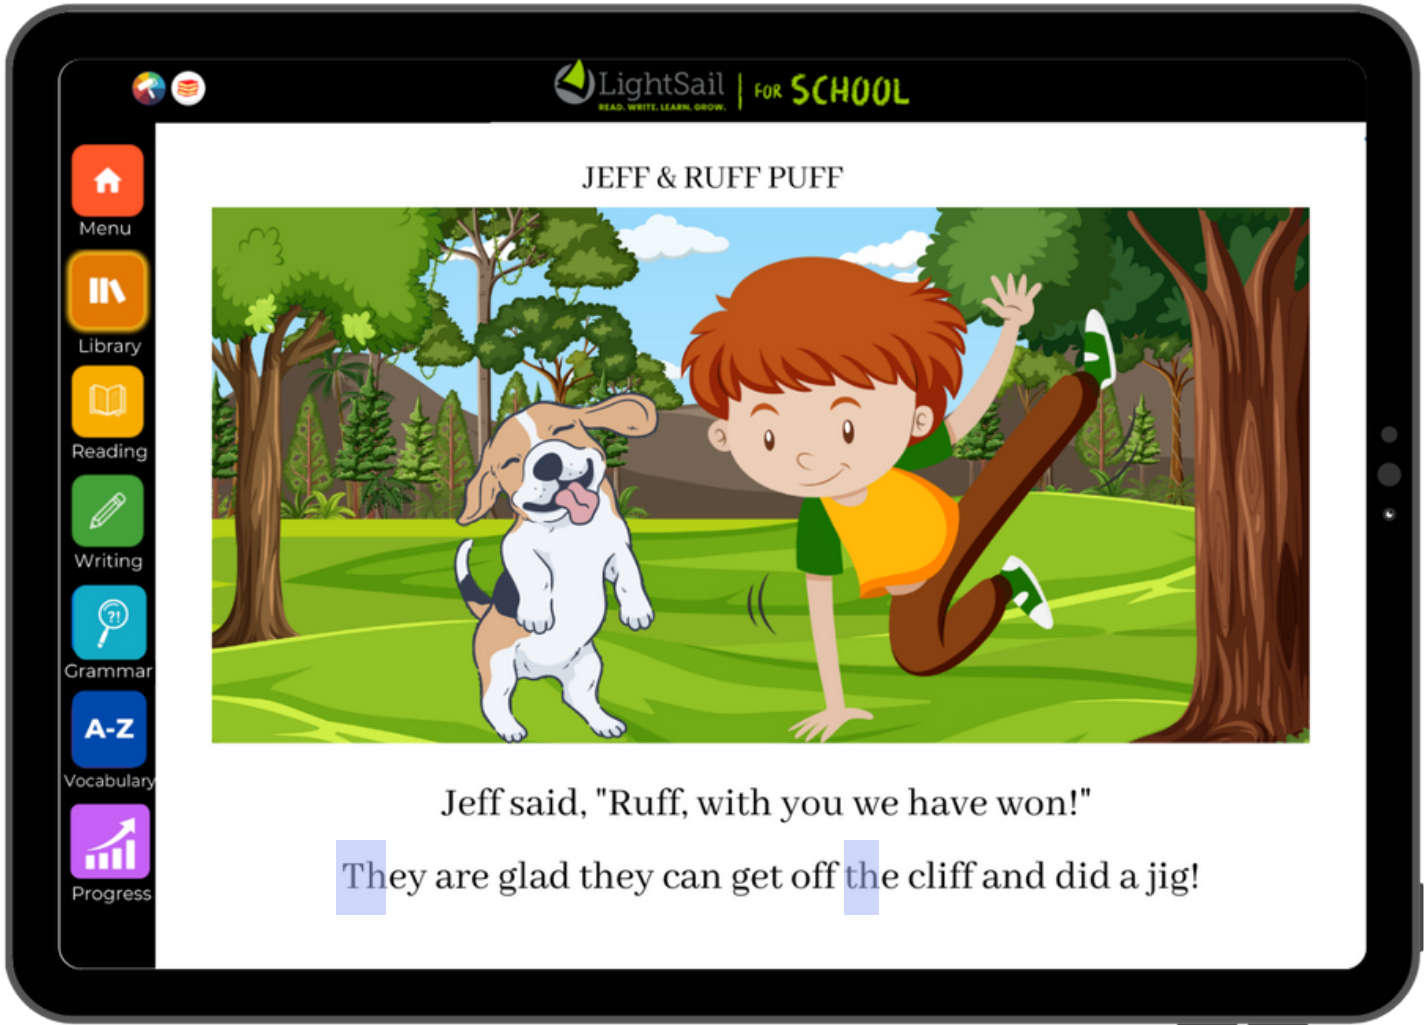 LightSail FOR SCHOOL
READ. WRITE. LEARN. GROW.
Menu
Library
Reading
Writing
?!
Grammar
A-Z
Vocabulary
Progress
JEFF & RUFF PUFF
Jeff said, "Ruff, with you we have won!"
They are glad they can get off the cliff and did a jig!